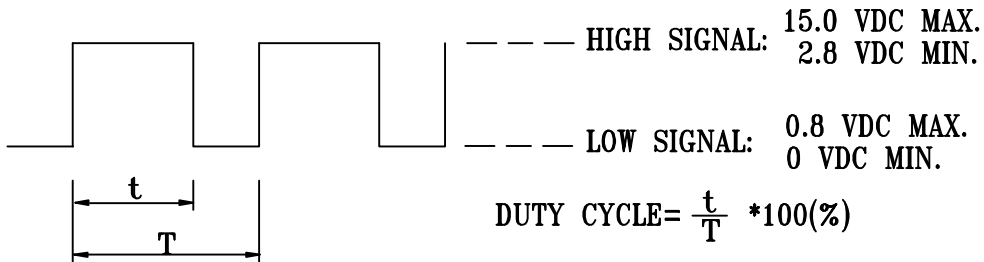 HIGH SIGNAL: 15.0 VDC MAX.
2.8 VDC MIN.
LOW SIGNAL: 0.8 VDC MAX.
0 VDC MIN.
t
T
DUTY CYCLE= t/T *100(%)